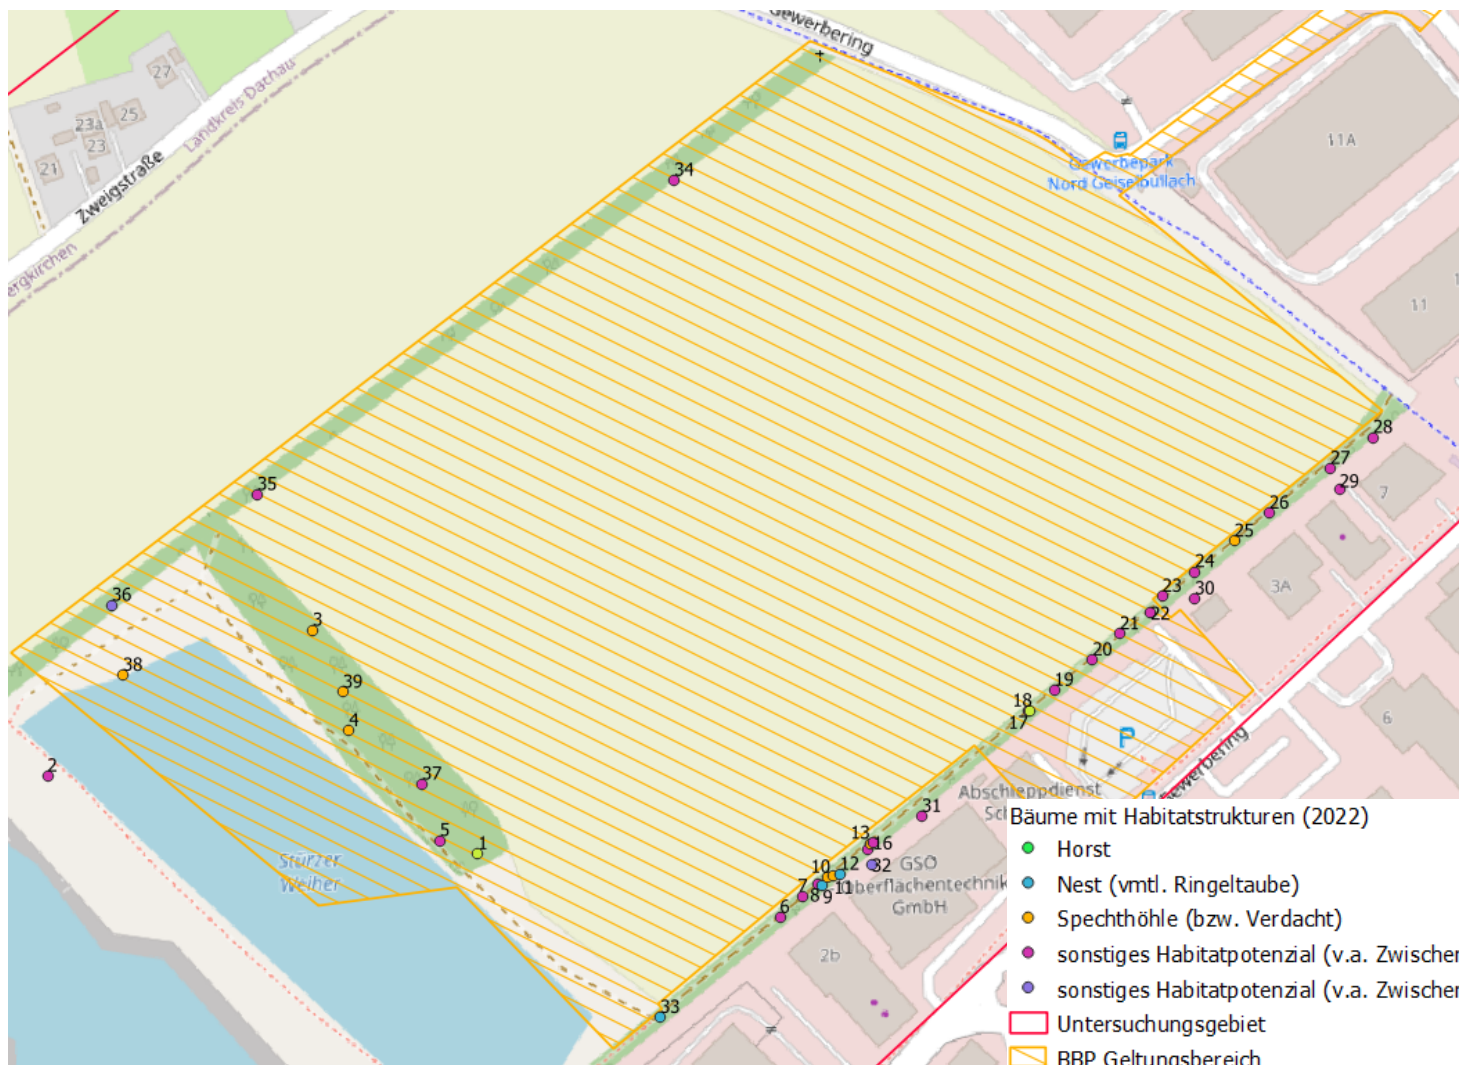 Gewerbering
27
25
23a
23
21
Zweigstraße
Landkreis Dachau
ergkirchen
34
Gewerbepark
Nord Geiselbullach
11A
11
28
27
29
7
26
25
24
23
30
3A
22
21
20
19
18
17
P
6
Gewerbering
35
36
3
38
39
4
2
37
5
1
Stürzer
Weiher
31
Abschleppdienst
13
16
10
12
32
GSO
7
8
9
11
berflächentechnik
GmbH
6
2b
33
Bäume mit Habitatstrukturen (2022)
Horst
Nest (vmtl. Ringeltaube)
Spechthöhle (bzw. Verdacht)
sonstiges Habitatpotenzial (v.a. Zwischen
sonstiges Habitatpotenzial (v.a. Zwischen
Untersuchungsgebiet
BBP Geltungsbereich